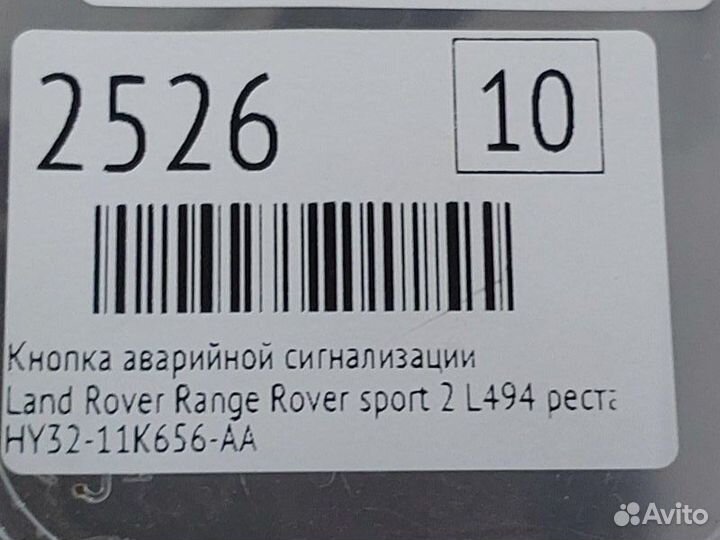 2526
10
Кнопка аварийной сигнализации
Land Rover Range Rover sport 2 L494 реста
HY32-11K656-AA
Avito